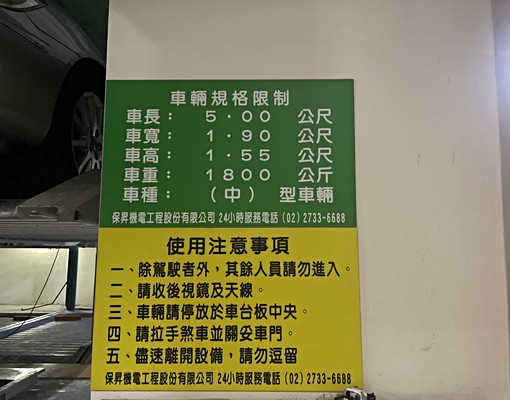 車輛規格限制
車長： 5．00 公尺
車寬： 1．90 公尺
車高： 1．55 公尺
車重： 1800 公斤
車種： （中） 型車輛
保昇機電工程股份有限公司 24小時服務電話 (02) 2733-6688
使用注意事項
一、除駕駛者外，其餘人員請勿進入。
二、請收後視鏡及天線。
三、車輛請停放於車台板中央。
四、請拉手煞車並關妥車門。
五、儘速離開設備，請勿逗留
保昇機電工程股份有限公司 24小時服務電話 (02) 2733-6688